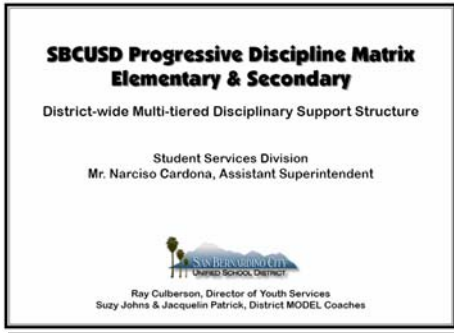 SBCUSD Progressive Discipline Matrix
Elementary & Secondary
District-wide Multi-tiered Disciplinary Support Structure
Student Services Division
Mr. Narciso Cardona, Assistant Superintendent
SAN BERNARDINO CITY
UNIFIED SCHOOL DISTRICT
Ray Culberson, Director of Youth Services
Suzy Johns & Jacquelin Patrick, District MODEL Coaches